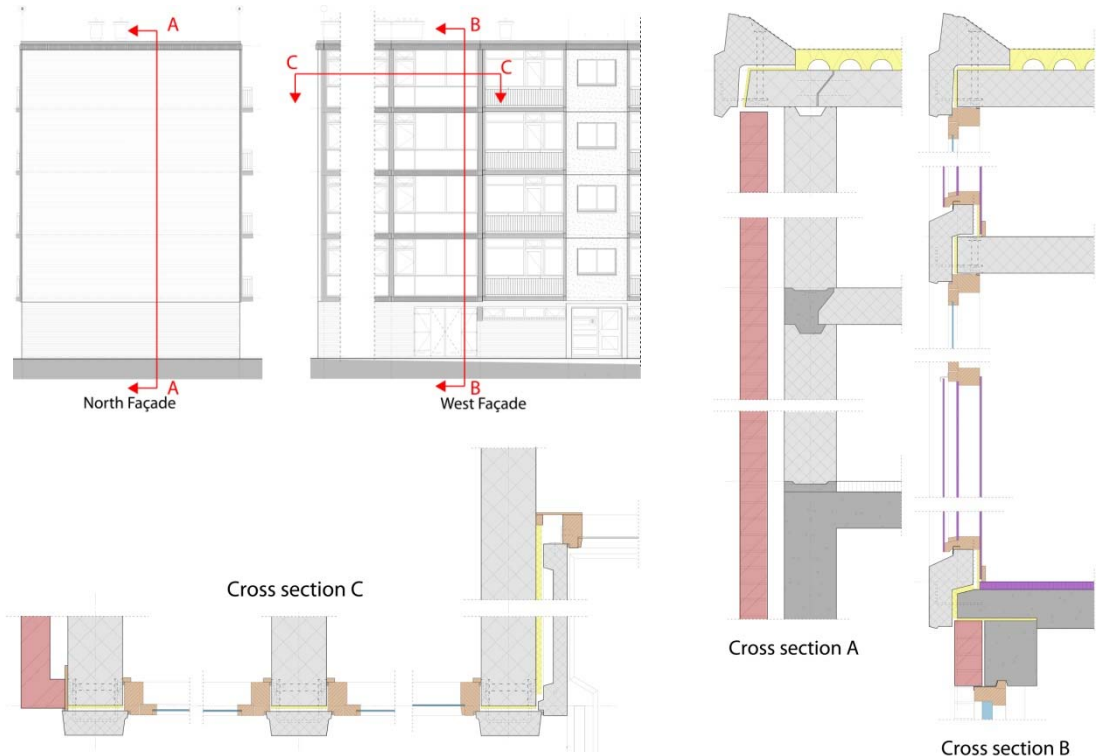 A
B
C
C
A
B
North Façade
West Façade
Cross section C
Cross section A
Cross section B